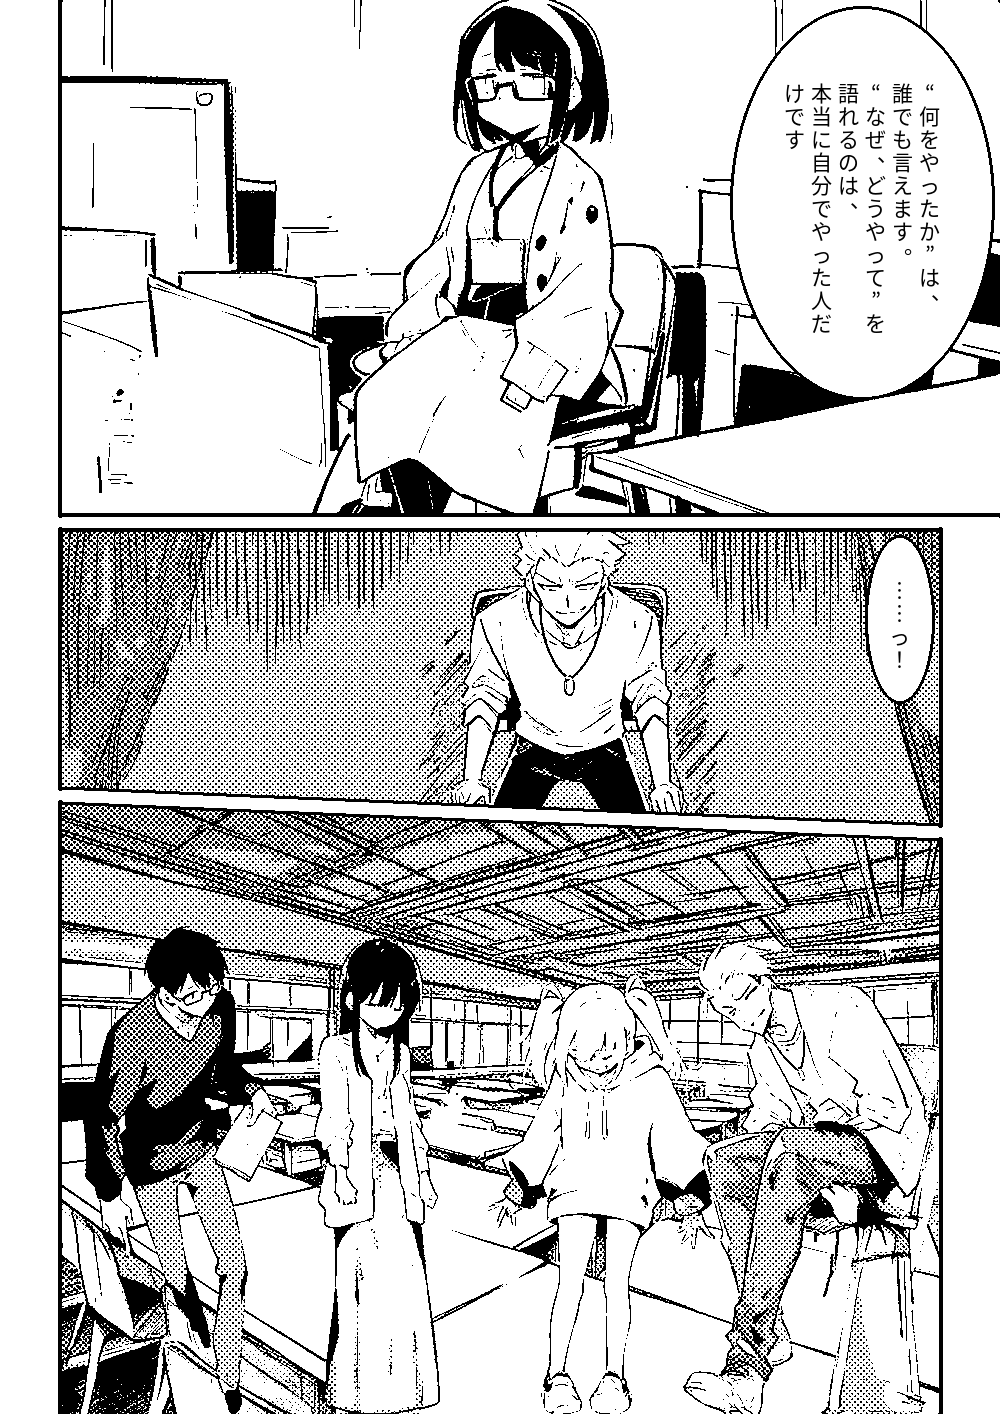 “何をやったか”は、
誰でも言えます。
“なぜ、どうやって”を
語れるのは、
本当に自分でやった人だ
けです
……っ！